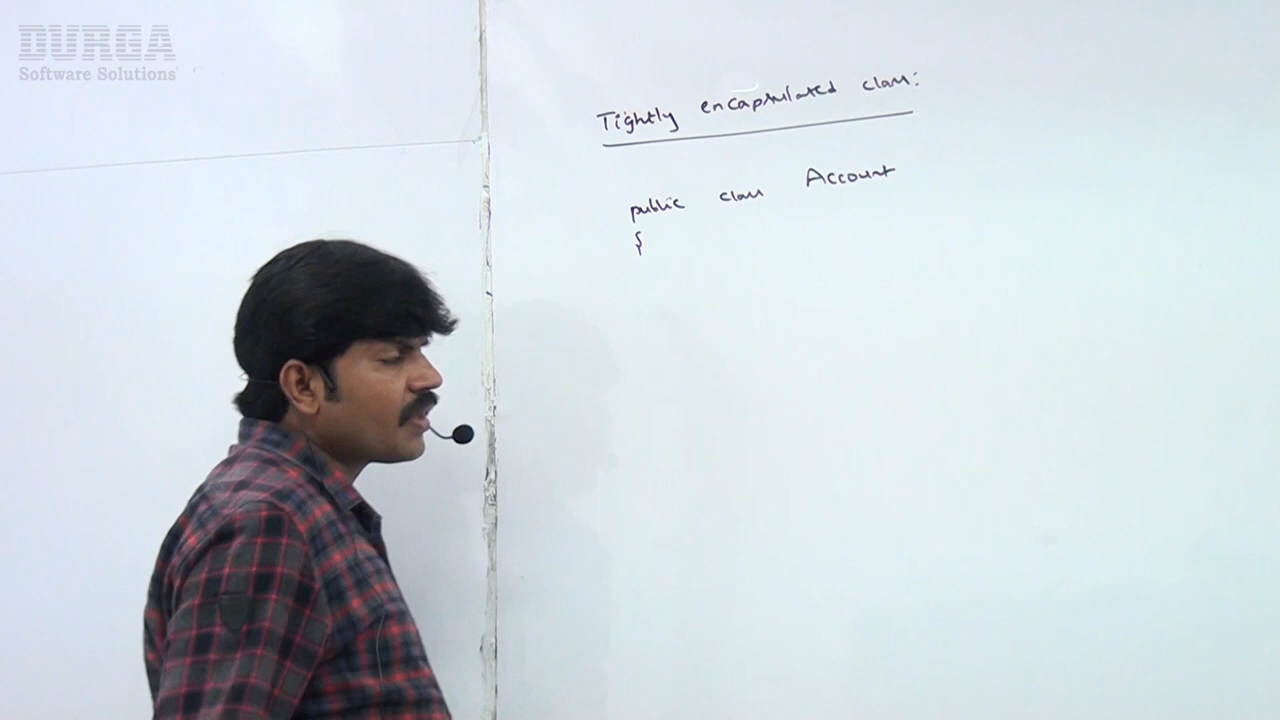 DURGA
Software Solutions
Tightly encapsulated class:
public class Account
{